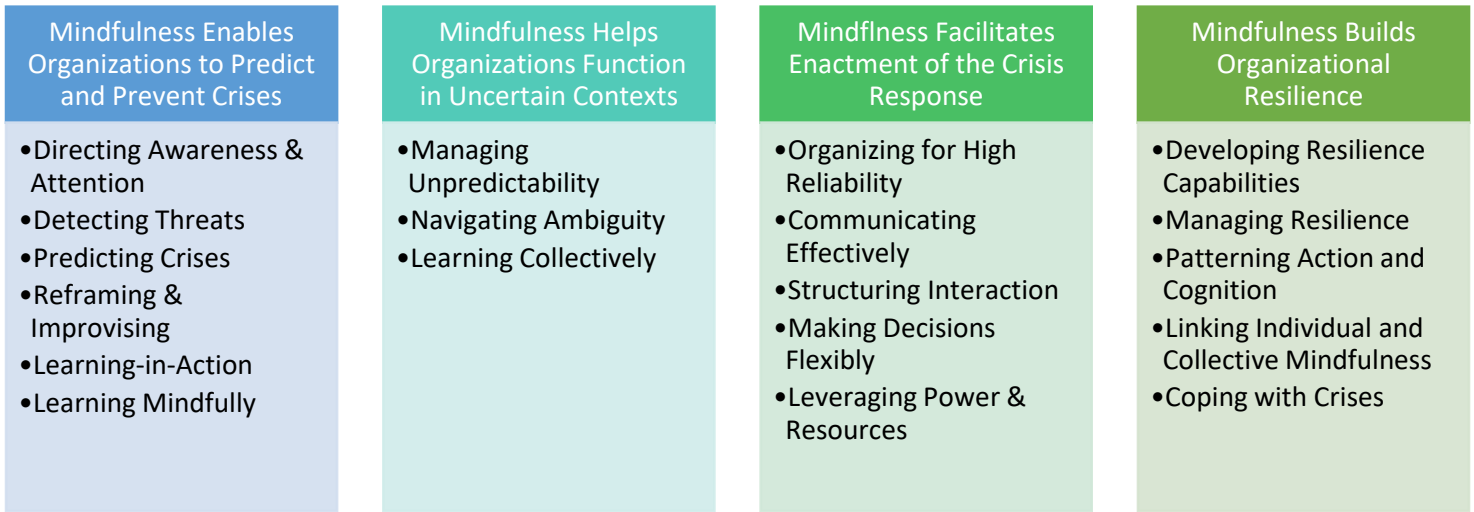 Mindfulness Enables
Organizations to Predict
and Prevent Crises
•Directing Awareness &
Attention
•Detecting Threats
•Predicting Crises
•Reframing &
Improvising
•Learning-in-Action
•Learning Mindfully
Mindfulness Helps
Organizations Function
in Uncertain Contexts
•Managing
Unpredictability
•Navigating Ambiguity
•Learning Collectively
Mindflness Facilitates
Enactment of the Crisis
Response
•Organizing for High
Reliability
•Communicating
Effectively
•Structuring Interaction
•Making Decisions
Flexibly
•Leveraging Power &
Resources
Mindfulness Builds
Organizational
Resilience
•Developing Resilience
Capabilities
•Managing Resilience
•Patterning Action and
Cognition
•Linking Individual and
Collective Mindfulness
•Coping with Crises